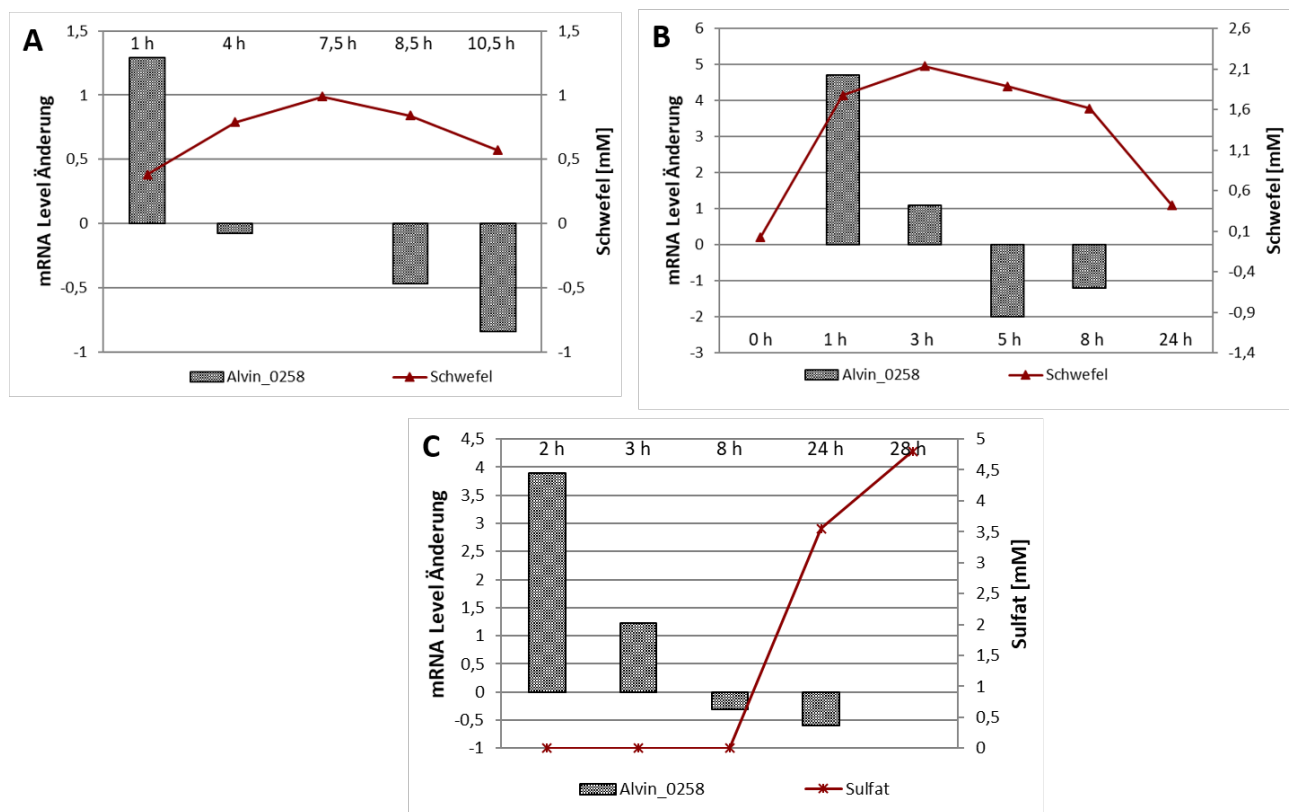 A
1,5 1 h 4 h 7,5 h 8,5 h 10,5 h 1,5
1 1
0,5 0,5
0 0
-0,5 -0,5
-1 -1
mRNA Level Änderung
Schwefel [mM]
Alvin_0258 Schwefel
B
6 2,6
5 2,1
4 1,6
3 1,1
2 0,6
1 0,1
0 -0,4
-1 -0,9
-2 -1,4
-3
0 h 1 h 3 h 5 h 8 h 24 h
mRNA Level Änderung
Schwefel [mM]
Alvin_0258 Schwefel
C
4,5 2 h 3 h 8 h 24 h 28 h 5
4 4,5
3,5 4
3 3,5
2,5 3
2 2,5
1,5 2
1 1,5
0,5 1
0 0,5
-0,5 0
-1
mRNA Level Änderung
Sulfat [mM]
Alvin_0258 Sulfat